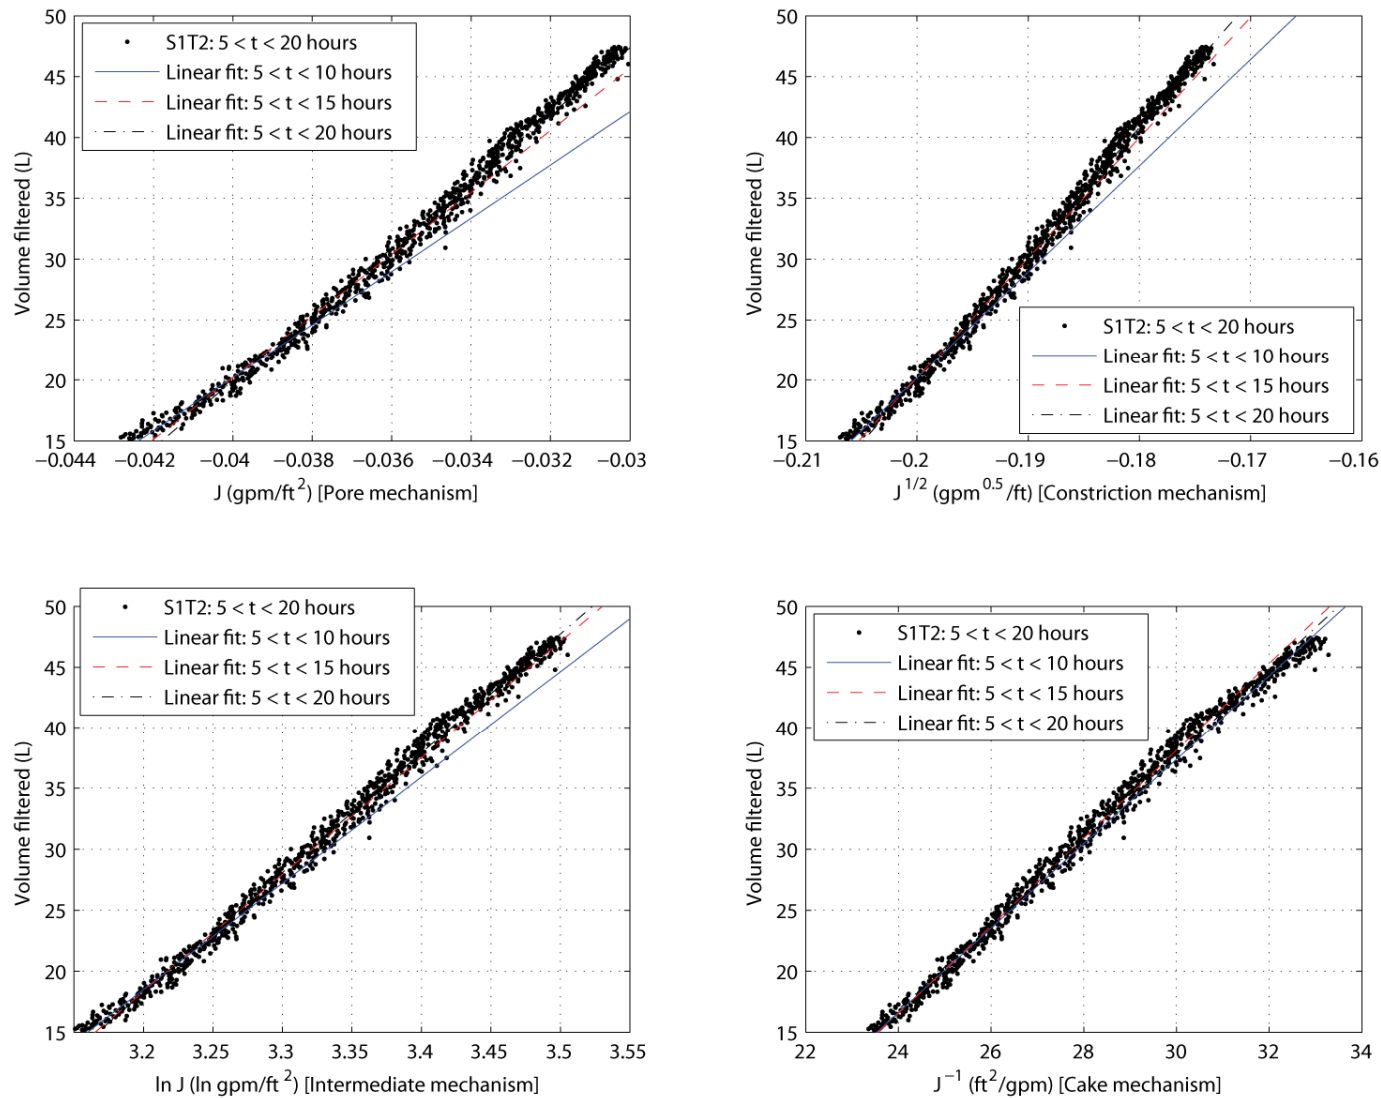 50
45
40
35
30
25
20
15
Volume filtered (L)
S1T2: 5 < t < 20 hours
Linear fit: 5 < t < 10 hours
Linear fit: 5 < t < 15 hours
Linear fit: 5 < t < 20 hours
−0.044 −0.042 −0.04 −0.038 −0.036 −0.034 −0.032 −0.03
J (gpm/ft²) [Pore mechanism]
50
45
40
35
30
25
20
15
Volume filtered (L)
S1T2: 5 < t < 20 hours
Linear fit: 5 < t < 10 hours
Linear fit: 5 < t < 15 hours
Linear fit: 5 < t < 20 hours
−0.21 −0.2 −0.19 −0.18 −0.17 −0.16
J^1/2 (gpm^0.5/ft) [Constriction mechanism]
50
45
40
35
30
25
20
15
Volume filtered (L)
S1T2: 5 < t < 20 hours
Linear fit: 5 < t < 10 hours
Linear fit: 5 < t < 15 hours
Linear fit: 5 < t < 20 hours
3.2 3.25 3.3 3.35 3.4 3.45 3.5 3.55
ln J (ln gpm/ft²) [Intermediate mechanism]
50
45
40
35
30
25
20
15
Volume filtered (L)
S1T2: 5 < t < 20 hours
Linear fit: 5 < t < 10 hours
Linear fit: 5 < t < 15 hours
Linear fit: 5 < t < 20 hours
22 24 26 28 30 32 34
J⁻¹ (ft²/gpm) [Cake mechanism]